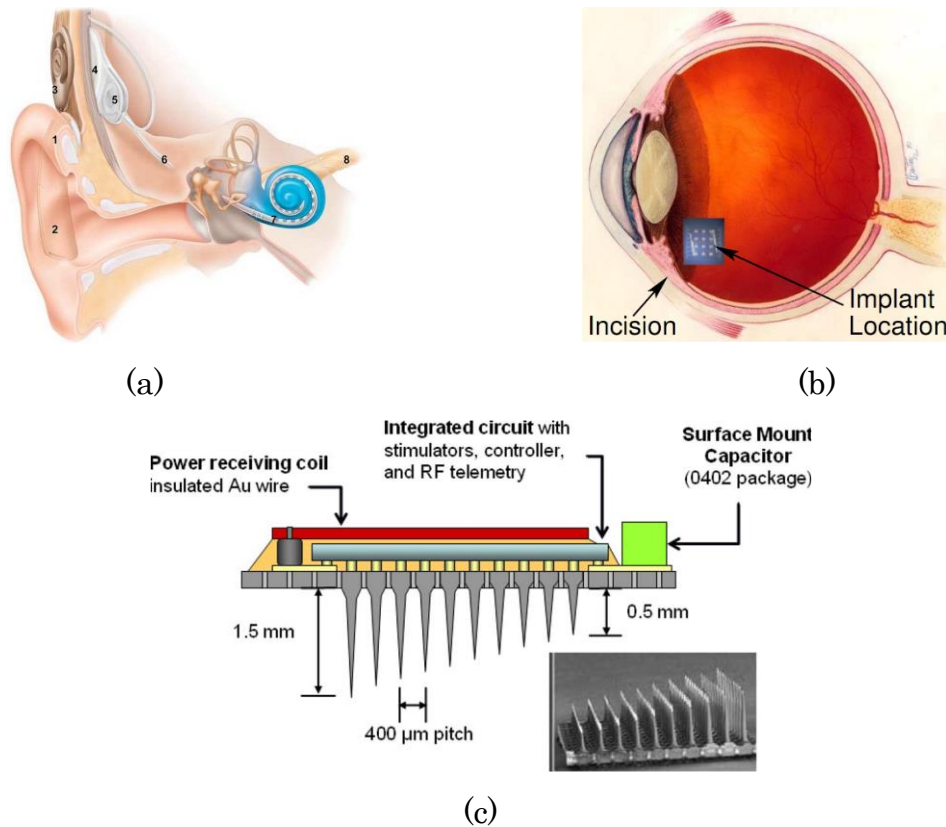 3
4
5
1
6
8
7
2
(a)
Incision
Implant
Location
(b)
Power receiving coil
insulated Au wire
Integrated circuit with
stimulators, controller,
and RF telemetry
Surface Mount
Capacitor
(0402 package)
1.5 mm
0.5 mm
400 µm pitch
(c)